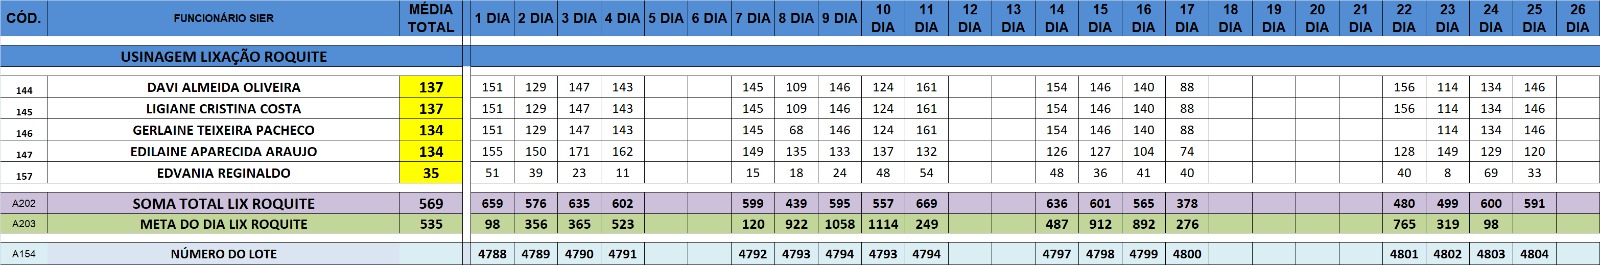 CÓD. FUNCIONÁRIO SIER MÉDIA TOTAL 1 DIA 2 DIA 3 DIA 4 DIA 5 DIA 6 DIA 7 DIA 8 DIA 9 DIA 10 DIA 11 DIA 12 DIA 13 DIA 14 DIA 15 DIA 16 DIA 17 DIA 18 DIA 19 DIA 20 DIA 21 DIA 22 DIA 23 DIA 24 DIA 25 DIA 26 DIA
USINAGEM LIXAÇÃO ROQUITE
144 DAVI ALMEIDA OLIVEIRA 137 151 129 147 143 145 109 146 124 161 154 146 140 88 156 114 134 146
145 LIGIANE CRISTINA COSTA 137 151 129 147 143 145 109 146 124 161 154 146 140 88 156 114 134 146
146 GERLAINE TEIXEIRA PACHECO 134 151 129 147 143 145 68 146 124 161 154 146 140 88 114 134 146
147 EDILAINE APARECIDA ARAUJO 134 155 150 171 162 149 135 133 137 132 126 127 104 74 128 149 129 120
157 EDVANIA REGINALDO 35 51 39 23 11 15 18 24 48 54 48 36 41 40 40 8 69 33
A202 SOMA TOTAL LIX ROQUITE 569 659 576 635 602 599 439 595 557 669 636 601 565 378 480 499 600 591
A203 META DO DIA LIX ROQUITE 535 98 356 365 523 120 922 1058 1114 249 487 912 892 276 765 319 98
A154 NÚMERO DO LOTE 4788 4789 4790 4791 4792 4793 4794 4793 4794 4797 4798 4799 4800 4801 4802 4803 4804